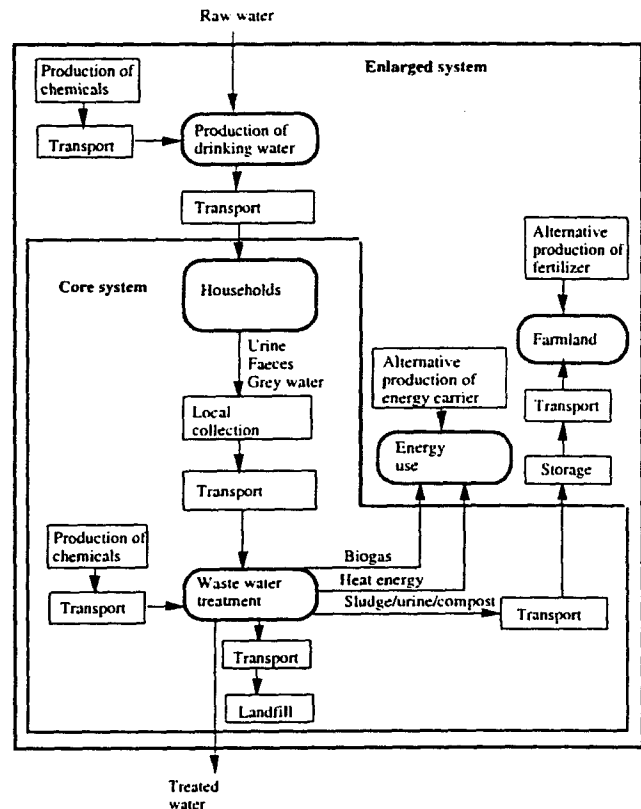 Raw water
Enlarged system
Production of
chemicals
Transport
Production of
drinking water
Transport
Core system
Households
Urine
Faeces
Grey water
Local
collection
Transport
Alternative
production of
fertilizer
Farmland
Transport
Storage
Alternative
production of
energy carrier
Energy
use
Production of
chemicals
Transport
Waste water
treatment
Biogas
Heat energy
Sludge/urine/compost
Transport
Transport
Landfill
Treated
water